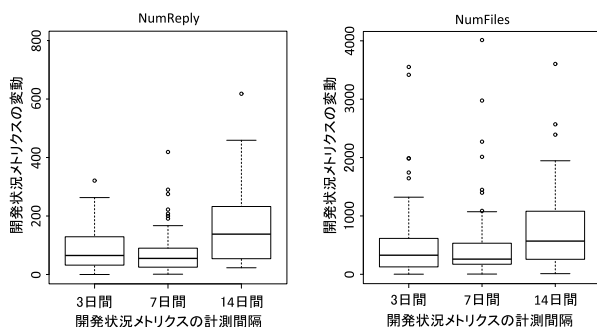 NumReply
開発状況メトリクスの変動
800
600
400
200
0
3日間 7日間 14日間
開発状況メトリクスの計測間隔
NumFiles
開発状況メトリクスの変動
4000
3000
2000
1000
0
3日間 7日間 14日間
開発状況メトリクスの計測間隔